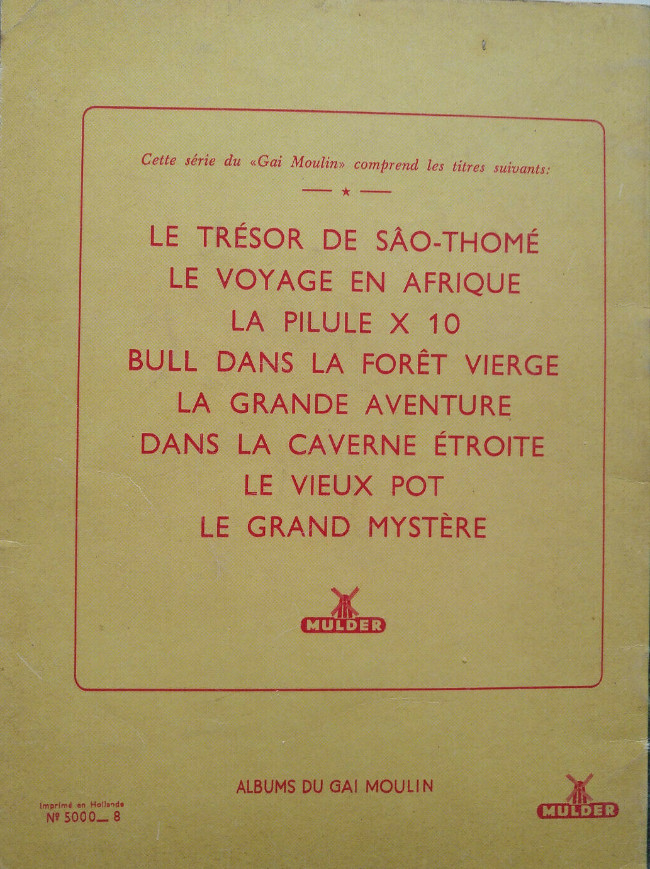 Cette série du «Gai Moulin» comprend les titres suivants:
LE TRÉSOR DE SÂO-THOMÉ
LE VOYAGE EN AFRIQUE
LA PILULE X 10
BULL DANS LA FORÊT VIERGE
LA GRANDE AVENTURE
DANS LA CAVERNE ÉTROITE
LE VIEUX POT
LE GRAND MYSTÈRE
MULDER
ALBUMS DU GAI MOULIN
Imprimé en Hollande
Nº 5000_ 8
MULDER